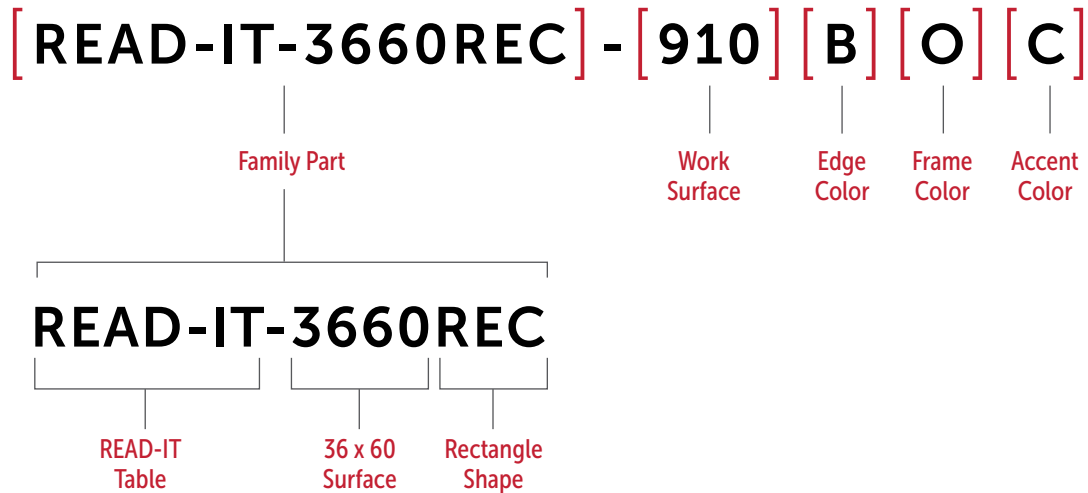 [READ-IT-3660REC]-[910][B][O][C]
Family Part
Work Surface
Edge Color
Frame Color
Accent Color
READ-IT-3660REC
READ-IT Table
36 x 60 Surface
Rectangle Shape